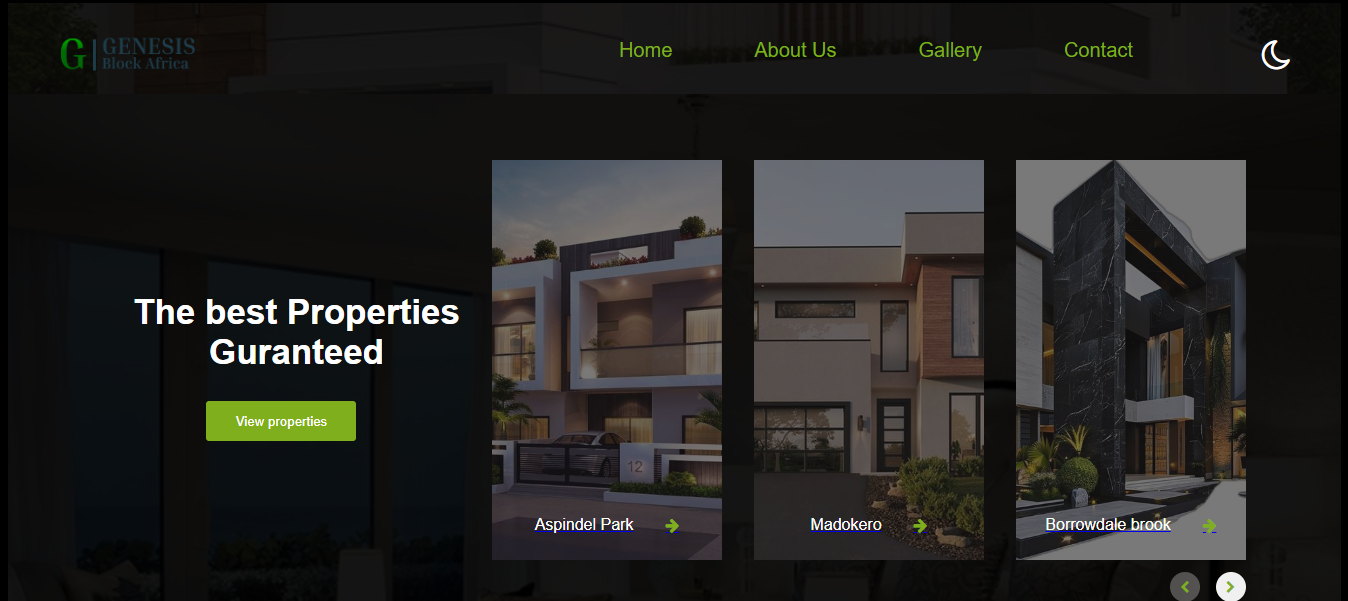 G | GENESIS
Block Africa
Home About Us Gallery Contact
The best Properties
Guranteed
View properties
12
Aspindel Park
Madokero
Borrowdale brook